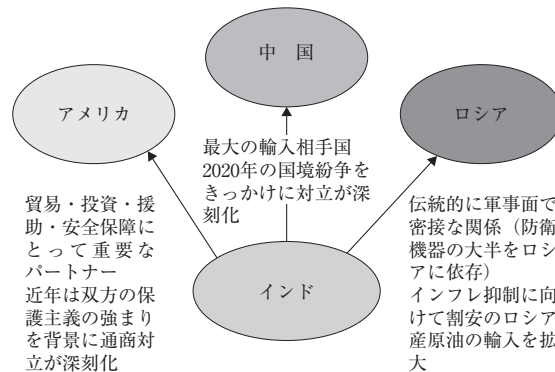 中　国
アメリカ
ロシア
最大の輸入相手国
2020年の国境紛争を
きっかけに対立が深
刻化
貿易・投資・援
助・安全保障に
とって重要な
パートナー
近年は双方の保
護主義の強まり
を背景に通商対
立が深刻化
インド
伝統的に軍事面で
密接な関係（防衛
機器の大半をロシ
アに依存）
インフレ抑制に向
けて割安のロシア
産原油の輸入を拡
大